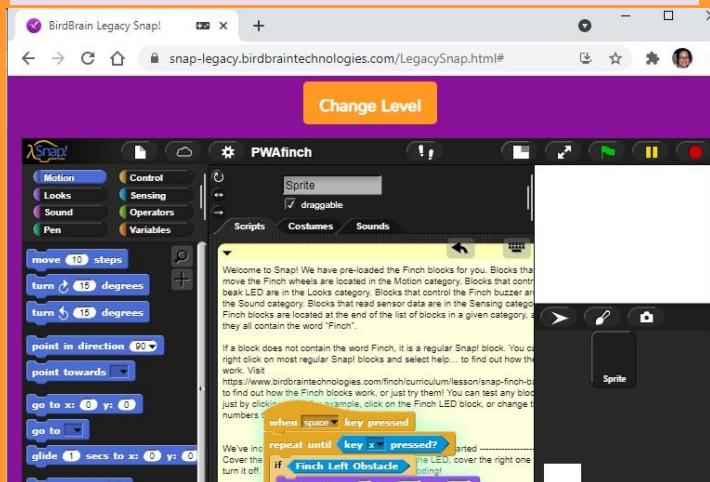 BirdBrain Legacy Snap!
snap-legacy.birdbraintechnologies.com/LegacySnap.html#
Change Level
Snap!
PWAfinch
Motion
Control
Looks
Sensing
Sound
Operators
Pen
Variables
Sprite
draggable
Scripts
Costumes
Sounds
move 10 steps
turn 15 degrees
turn 15 degrees
point in direction 90
point towards
go to x: 0 y: 0
go to
glide 1 secs to x: 0 y: 0
Welcome to Snap! We have pre-loaded the Finch blocks for you. Blocks tha
move the Finch wheels are located in the Motion category. Blocks that contr
beak LED are in the Looks category. Blocks that control the Finch buzzer ar
the Sound category. Blocks that read sensor data are in the Sensing catego
Finch blocks are located at the end of the list of blocks in a given category, a
they all contain the word "Finch".
If a block does not contain the word Finch, it is a regular Snap! block. You ca
right click on most regular Snap! blocks and select help... to find out how the
work. Visit
https://www.birdbraintechnologies.com/finch/curriculum/lesson/snap-finch-ba
to find out how the Finch blocks work, or just try them! You can test any bloc
just by example, click on the Finch LED block, or change t
numbers
when space key pressed
We've inc arted
repeat until key x pressed?
Cover the the LED, cover the right one
if Finch Left Obstacle
turn it off. ding!
Sprite